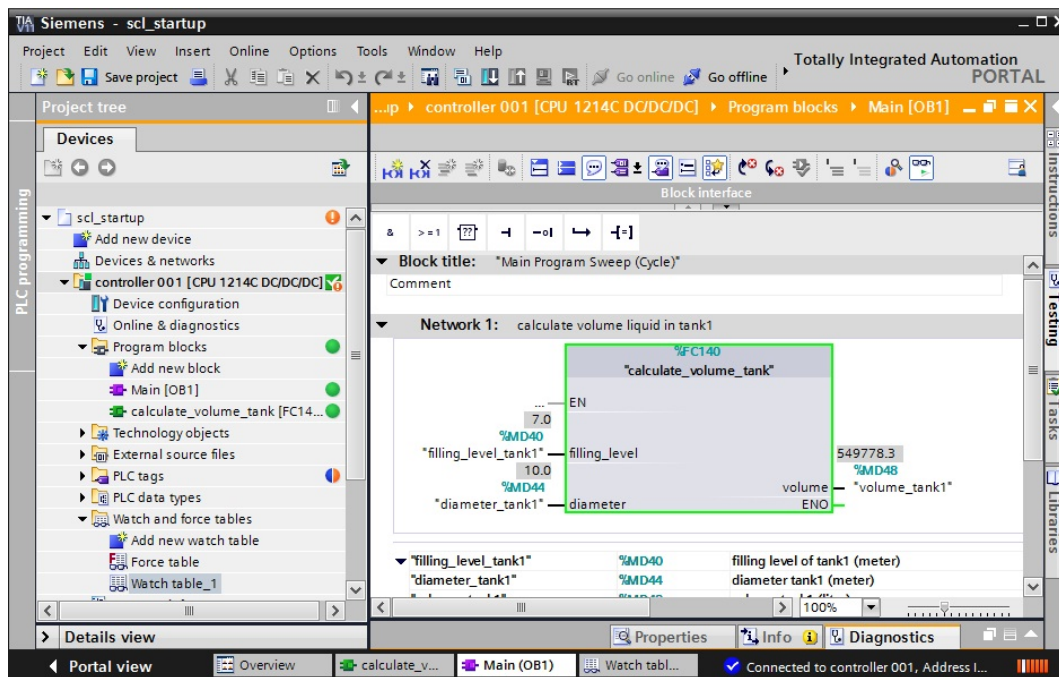 Siemens - scl_startup
Project Edit View Insert Online Options Tools Window Help
Totally Integrated Automation
PORTAL
Save project Go online Go offline
Project tree
...ip controller 001 [CPU 1214C DC/DC/DC] Program blocks Main [OB1]
Devices
Block interface
PLC programming
scl_startup
Add new device
Devices & networks
controller 001 [CPU 1214C DC/DC/DC]
Device configuration
Online & diagnostics
Program blocks
Add new block
Main [OB1]
calculate_volume_tank [FC14...
Technology objects
External source files
PLC tags
PLC data types
Watch and force tables
Add new watch table
Force table
Watch table_1
Details view
& >=1 ?? -| -o| -[=]
Block title: "Main Program Sweep (Cycle)"
Comment
Network 1: calculate volume liquid in tank1
%FC140
"calculate_volume_tank"
... EN
7.0
%MD40
"filling_level_tank1" filling_level
549778.3
10.0
%MD48
%MD44
volume "volume_tank1"
"diameter_tank1" diameter
ENO
"filling_level_tank1" %MD40 filling level of tank1 (meter)
"diameter_tank1" %MD44 diameter tank1 (meter)
100%
Properties Info Diagnostics
Instructions
Testing
Tasks
Libraries
Portal view Overview calculate_v... Main (OB1) Watch tabl... Connected to controller 001, Address I...